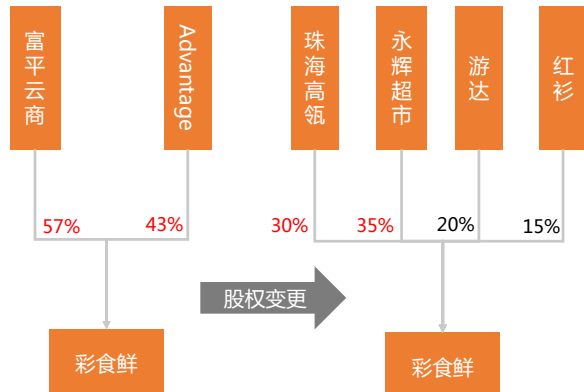 富平云商
Advantage
珠海高瓴
永辉超市
游达
红衫
57%
43%
30%
35%
20%
15%
股权变更
彩食鲜
彩食鲜